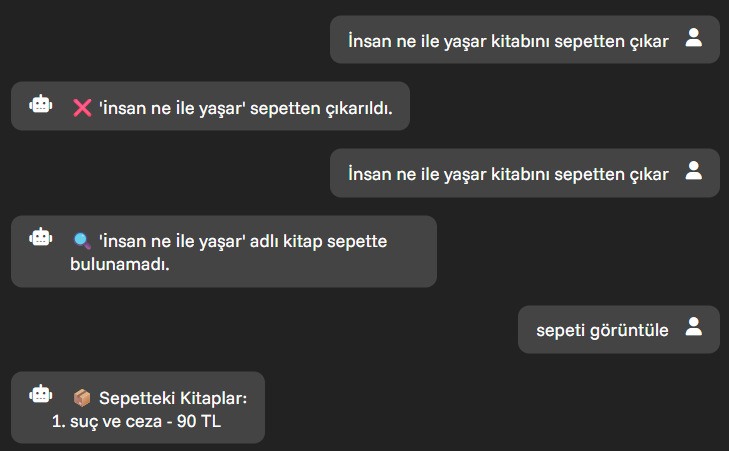 İnsan ne ile yaşar kitabını sepetten çıkar
❌ 'insan ne ile yaşar' sepetten çıkarıldı.
İnsan ne ile yaşar kitabını sepetten çıkar
🔍 'insan ne ile yaşar' adlı kitap sepette
bulunamadı.
sepeti görüntüle
📦 Sepetteki Kitaplar:
1. suç ve ceza - 90 TL